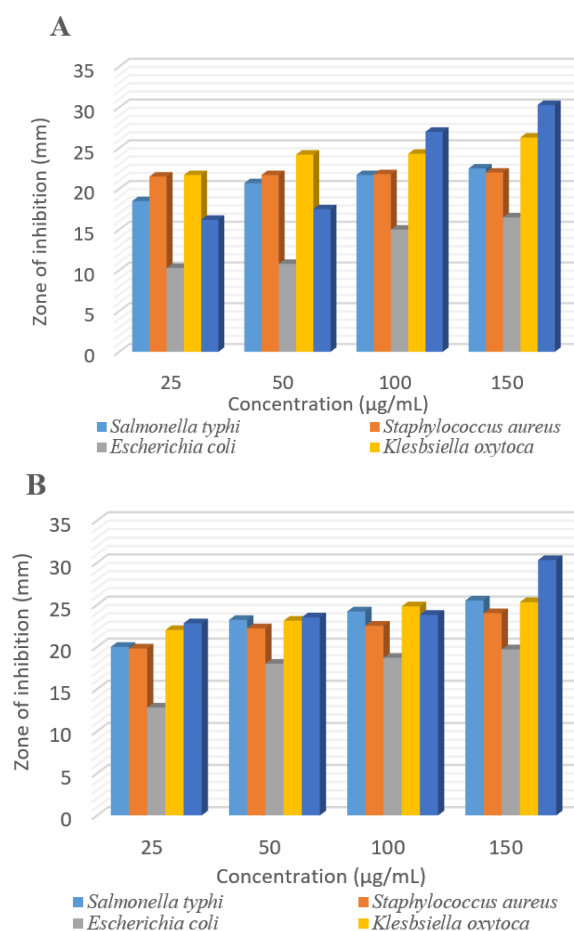 A
Zone of inhibition (mm)
35
30
25
20
15
10
5
0
25 50 100 150
Concentration (µg/mL)
Salmonella typhi Staphylococcus aureus
Escherichia coli Klesbsiella oxytoca
B
Zone of inhibition (mm)
35
30
25
20
15
10
5
0
25 50 100 150
Concentration (µg/mL)
Salmonella typhi Staphylococcus aureus
Escherichia coli Klesbsiella oxytoca